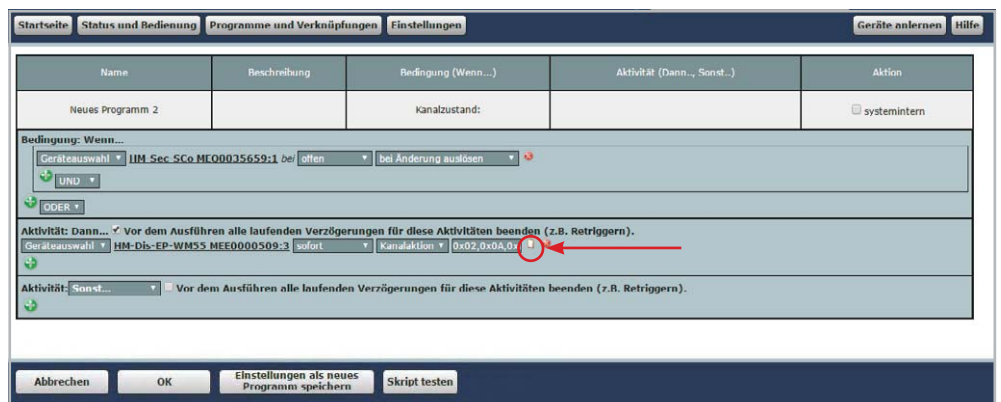 Startseite Status und Bedienung Programme und Verknüpfungen Einstellungen Geräte anlernen Hilfe
Name Beschreibung Bedingung (Wenn...) Aktivität (Dann.., Sonst..) Aktion
Neues Programm 2 Kanalzustand: systemintern
Bedingung: Wenn...
Geräteauswahl HM-Sec-SCo MEQ0035659:1 bei offen bei Änderung auslösen
UND
ODER
Aktivität: Dann... Vor dem Ausführen alle laufenden Verzögerungen für diese Aktivitäten beenden (z.B. Retriggern).
Geräteauswahl HM-Dis-EP-WM55 MEE0000509:3 sofort Kanalaktion 0x02,0x0A,0x
Aktivität: Sonst... Vor dem Ausführen alle laufenden Verzögerungen für diese Aktivitäten beenden (z.B. Retriggern).
Abbrechen OK Einstellungen als neues Programm speichern Skript testen